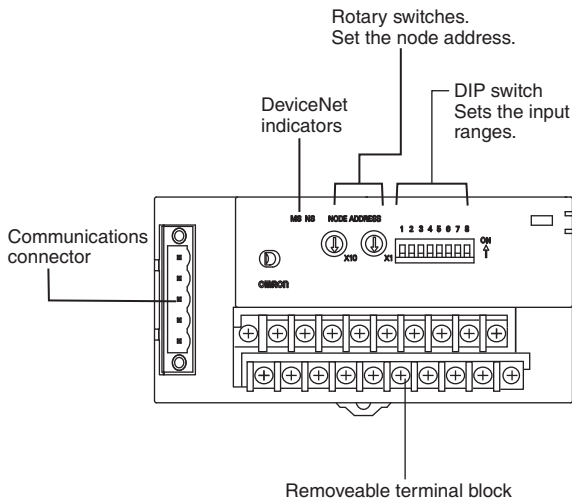 Rotary switches.
Set the node address.
DIP switch
Sets the input
ranges.
DeviceNet
indicators
MS NS NODE ADDRESS
1 2 3 4 5 6 7 8
ON
X10 X1
OMRON
Communications
connector
Removeable terminal block